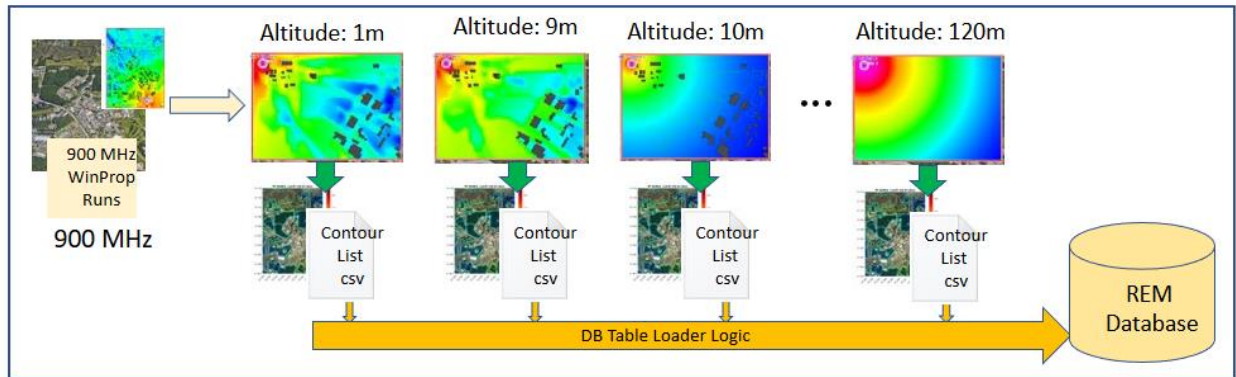 Altitude: 1m
Altitude: 9m
Altitude: 10m
Altitude: 120m
900 MHz
WinProp
Runs
900 MHz
Contour
List
csv
Contour
List
csv
Contour
List
csv
Contour
List
csv
DB Table Loader Logic
REM
Database